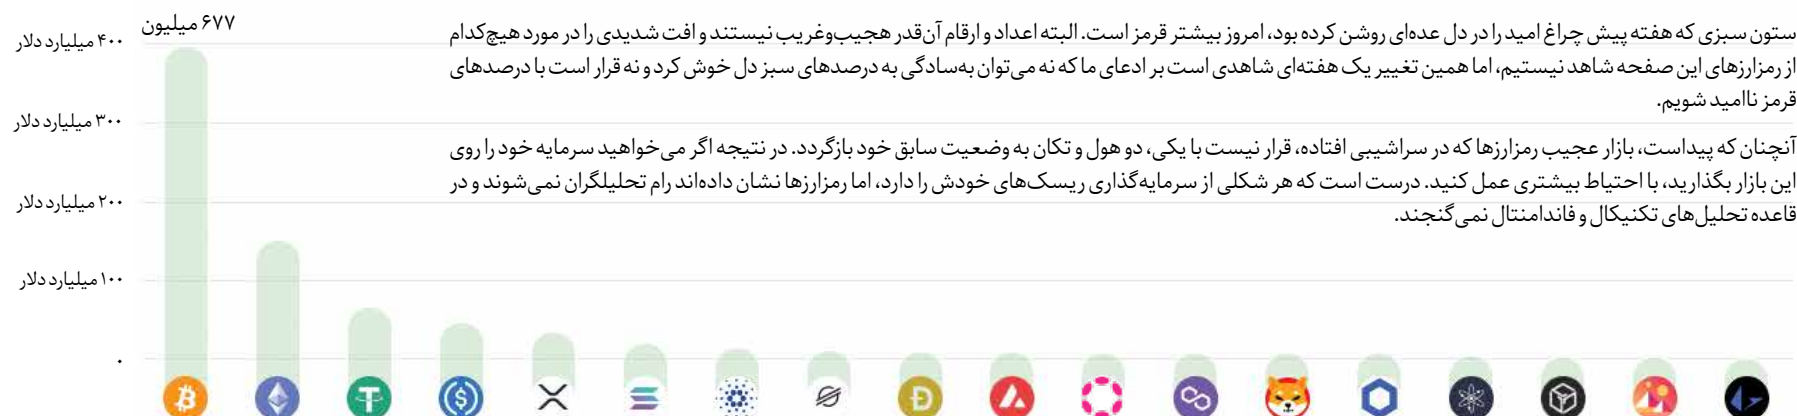 ستون سبزی که هفته پیش چراغ امید را در دل عده‌ای روشن کرده بود، امروز بیشتر قرمز است. البته اعداد و ارقام آن‌قدر هجیب‌وغریب نیستند و افت شدیدی را در مورد هیچ‌کدام
از رمزارزهای این صفحه شاهد نیستیم، اما همین تغییر یک هفته‌ای شاهدی است بر ادعای ما که نه می‌توان به‌سادگی به درصدهای سبز دل خوش کرد و نه قرار است با درصدهای
قرمز ناامید شویم.
آنچنان که پیداست، بازار عجیب رمزارزها که در سراشیبی افتاده، قرار نیست با یکی، دو هول و تکان به وضعیت سابق خود بازگردد. در نتیجه اگر می‌خواهید سرمایه خود را روی
این بازار بگذارید، با احتیاط بیشتری عمل کنید. درست است که هر شکلی از سرمایه‌گذاری ریسک‌های خودش را دارد، اما رمزارزها نشان داده‌اند رام تحلیلگران نمی‌شوند و در
قاعده تحلیل‌های تکنیکال و فاندامنتال نمی‌گنجند.
۶۷۷ میلیون
۴۰۰ میلیارد دلار
۳۰۰ میلیارد دلار
۲۰۰ میلیارد دلار
۱۰۰ میلیارد دلار
۰